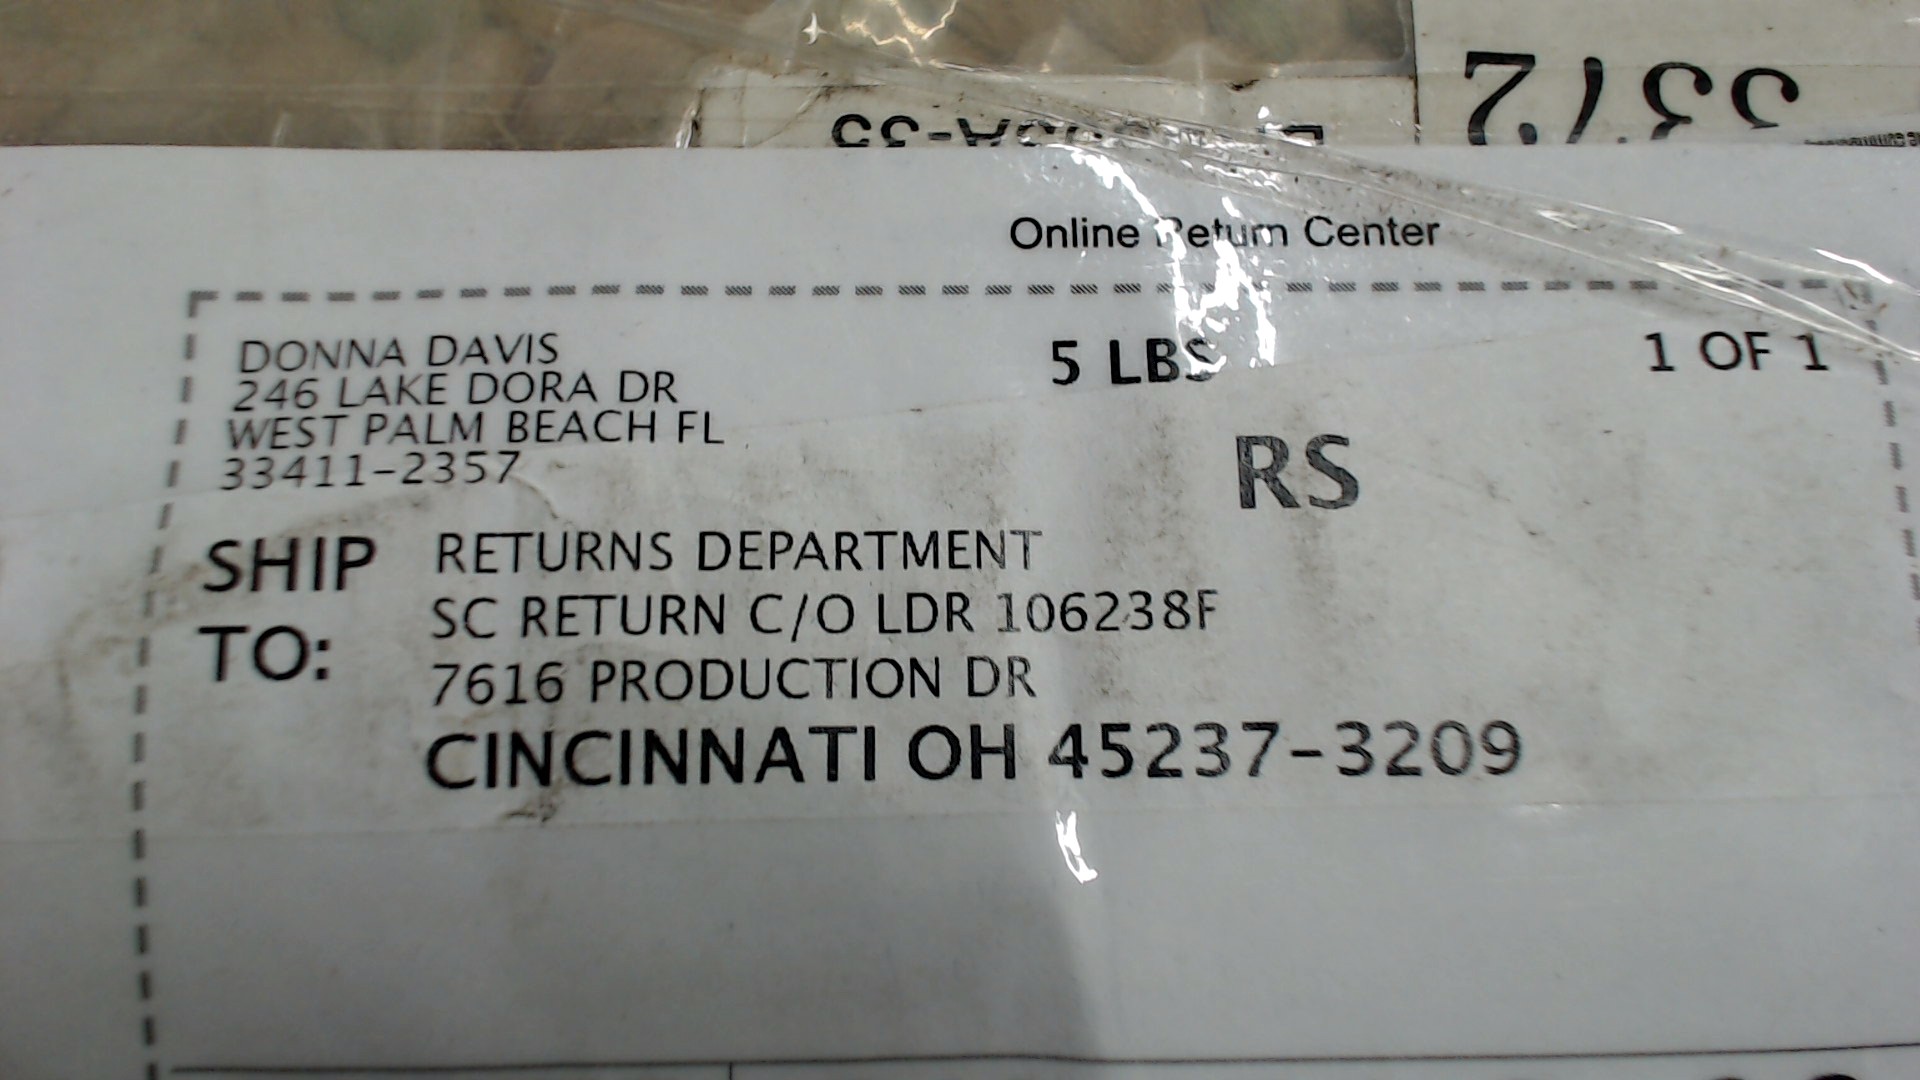 Online Return Center
DONNA DAVIS
246 LAKE DORA DR
WEST PALM BEACH FL
33411-2357
5 LBS
1 OF 1
RS
SHIP TO:
RETURNS DEPARTMENT
SC RETURN C/O LDR 106238F
7616 PRODUCTION DR
CINCINNATI OH 45237-3209